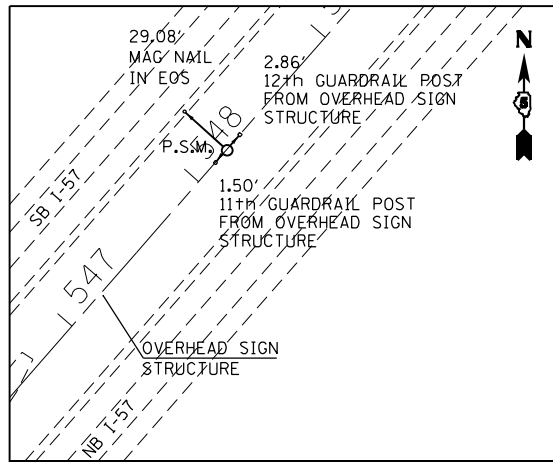 29.08'
MAG NAIL
IN EOS
N
2.86'
12th GUARDRAIL POST
FROM OVERHEAD SIGN
STRUCTURE
548
P.S.M.
1.50'
11th GUARDRAIL POST
FROM OVERHEAD SIGN
STRUCTURE
SB I-57
547
OVERHEAD SIGN
STRUCTURE
NB I-57